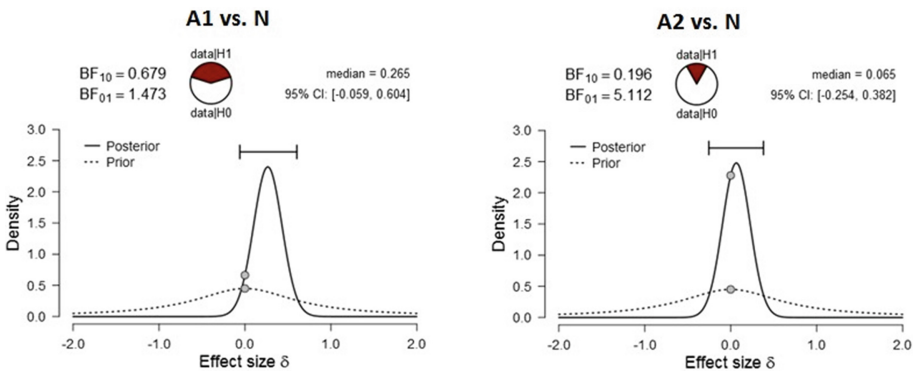 A1 vs. N
data|H1
BF10 = 0.679
BF01 = 1.473
median = 0.265
95% CI: [-0.059, 0.604]
data|H0
3.0
2.5
2.0
1.5
1.0
0.5
0.0
Density
Posterior
Prior
-2.0 -1.0 0.0 1.0 2.0
Effect size δ
A2 vs. N
data|H1
BF10 = 0.196
BF01 = 5.112
median = 0.065
95% CI: [-0.254, 0.382]
data|H0
3.0
2.5
2.0
1.5
1.0
0.5
0.0
Density
Posterior
Prior
-2.0 -1.0 0.0 1.0 2.0
Effect size δ